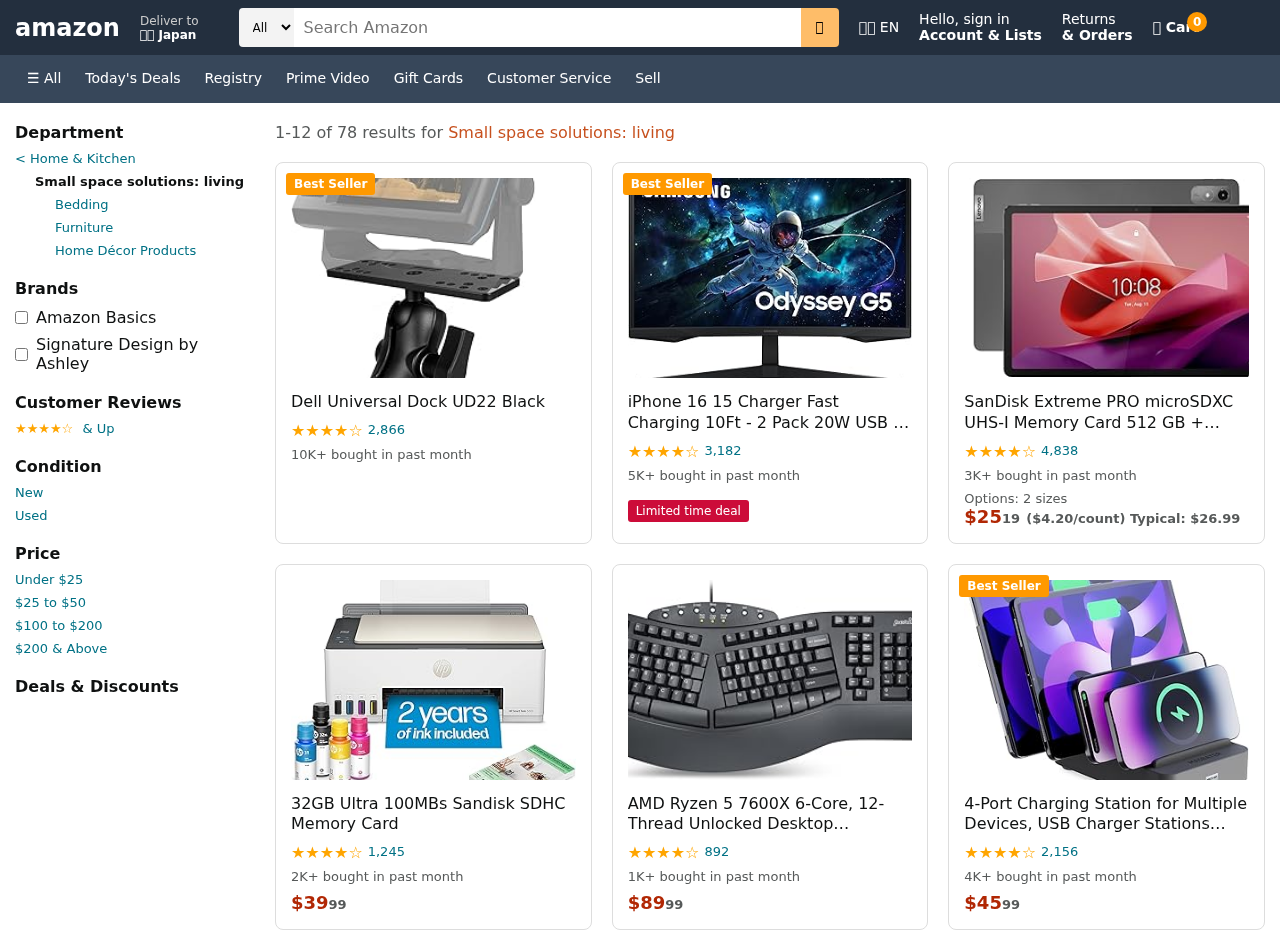 amazon
Deliver to
Japan
All
Search Amazon
EN
Hello, sign in
Account & Lists
Returns
& Orders
0
☰ All
Today's Deals
Registry
Prime Video
Gift Cards
Customer Service
Sell
Department
< Home & Kitchen
Small space solutions: living
Bedding
Furniture
Home Décor Products
Brands
Amazon Basics
Signature Design by
Ashley
Customer Reviews
★★★★☆ & Up
Condition
New
Used
Price
Under $25
$25 to $50
$100 to $200
$200 & Above
Deals & Discounts
1-12 of 78 results for Small space solutions: living
Best Seller
Dell Universal Dock UD22 Black
★★★★☆ 2,866
10K+ bought in past month
Best Seller
SAMSUNG
Odyssey G5
iPhone 16 15 Charger Fast
Charging 10Ft - 2 Pack 20W USB ...
★★★★☆ 3,182
5K+ bought in past month
Limited time deal
Lenovo
10:08
SanDisk Extreme PRO microSDXC
UHS-I Memory Card 512 GB +...
★★★★☆ 4,838
3K+ bought in past month
Options: 2 sizes
$25 19 ($4.20/count) Typical: $26.99
hp
2 years
of ink included
32GB Ultra 100MBs Sandisk SDHC
Memory Card
★★★★☆ 1,245
2K+ bought in past month
$39 99
AMD Ryzen 5 7600X 6-Core, 12-
Thread Unlocked Desktop...
★★★★☆ 892
1K+ bought in past month
$89 99
Best Seller
4-Port Charging Station for Multiple
Devices, USB Charger Stations...
★★★★☆ 2,156
4K+ bought in past month
$45 99